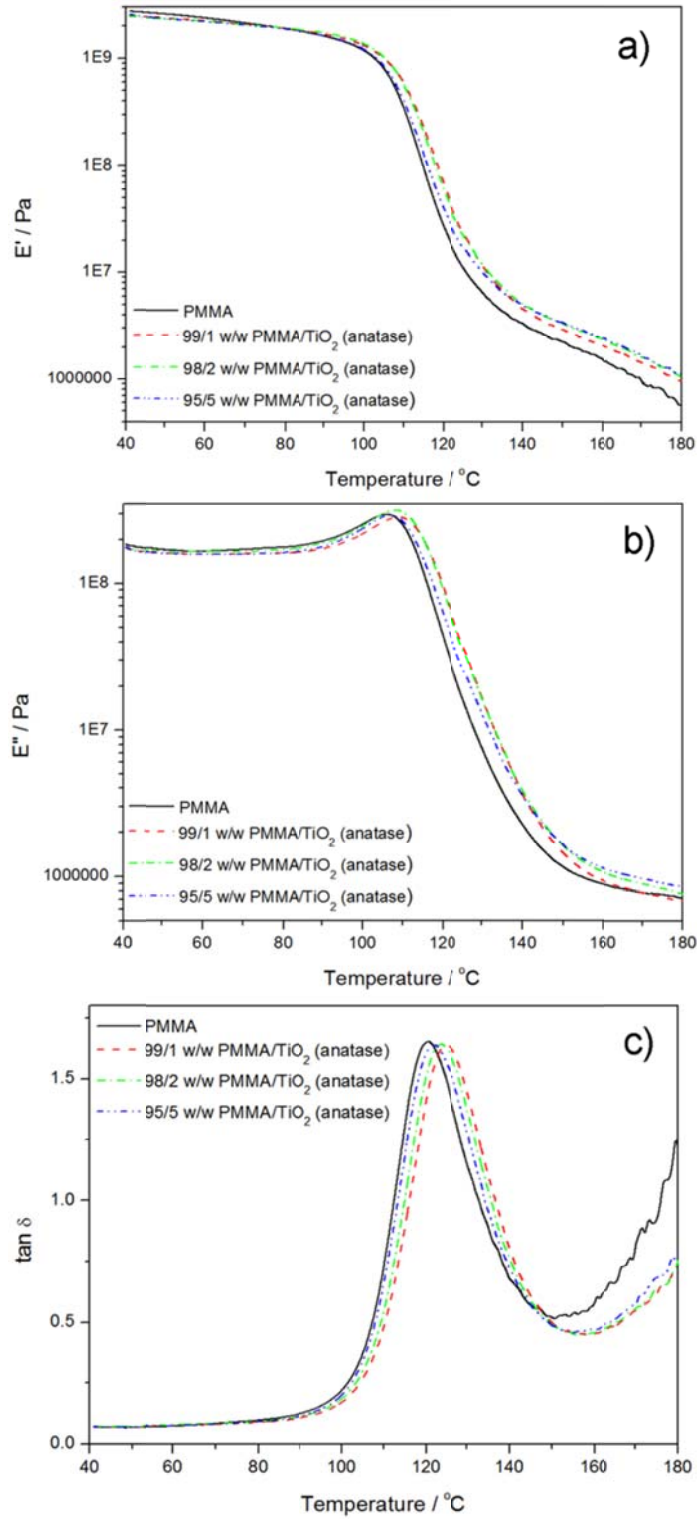 a)
1E9
1E8
1E7
1000000
E' / Pa
PMMA
99/1 w/w PMMA/TiO2 (anatase)
98/2 w/w PMMA/TiO2 (anatase)
95/5 w/w PMMA/TiO2 (anatase)
40 60 80 100 120 140 160 180
Temperature / °C
b)
1E8
1E7
1000000
E" / Pa
PMMA
99/1 w/w PMMA/TiO2 (anatase)
98/2 w/w PMMA/TiO2 (anatase)
95/5 w/w PMMA/TiO2 (anatase)
40 60 80 100 120 140 160 180
Temperature / °C
c)
PMMA
99/1 w/w PMMA/TiO2 (anatase)
98/2 w/w PMMA/TiO2 (anatase)
95/5 w/w PMMA/TiO2 (anatase)
1.5
1.0
0.5
0.0
tan δ
40 60 80 100 120 140 160 180
Temperature / °C